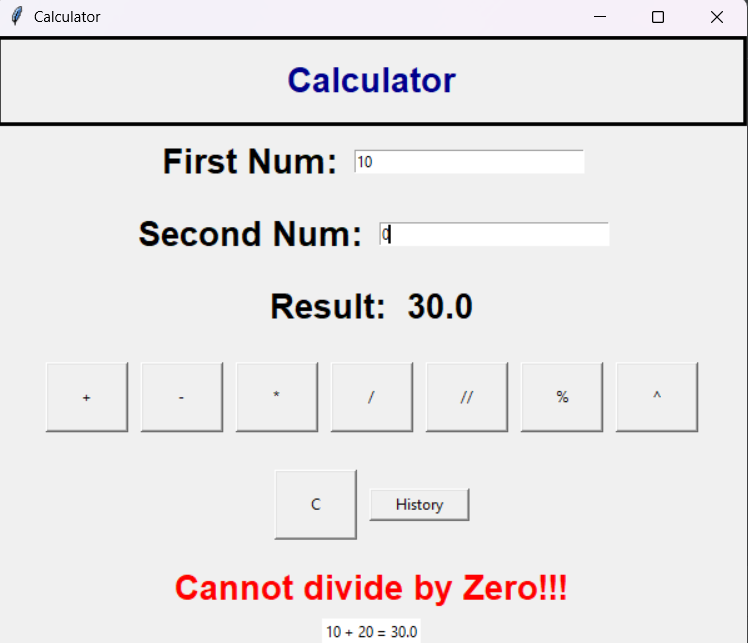 Calculator
Calculator
First Num: 10
Second Num: 0
Result: 30.0
+ - * / // % ^
C History
Cannot divide by Zero!!!
10 + 20 = 30.0